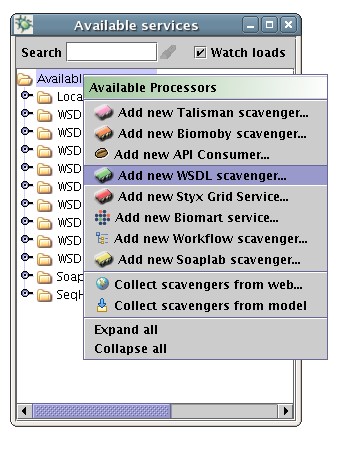 Available services
Search
Watch loads
Availabl
Available Processors
Loca
Add new Talisman scavenger...
WSD
Add new Biomoby scavenger...
WSD
Add new API Consumer...
WSD
Add new WSDL scavenger...
WSD
Add new Styx Grid Service...
WSD
Add new Biomart service...
WSD
Add new Workflow scavenger...
WSD
Add new Soaplab scavenger...
WSD
Soap
Collect scavengers from web...
SeqH
Collect scavengers from model
Expand all
Collapse all